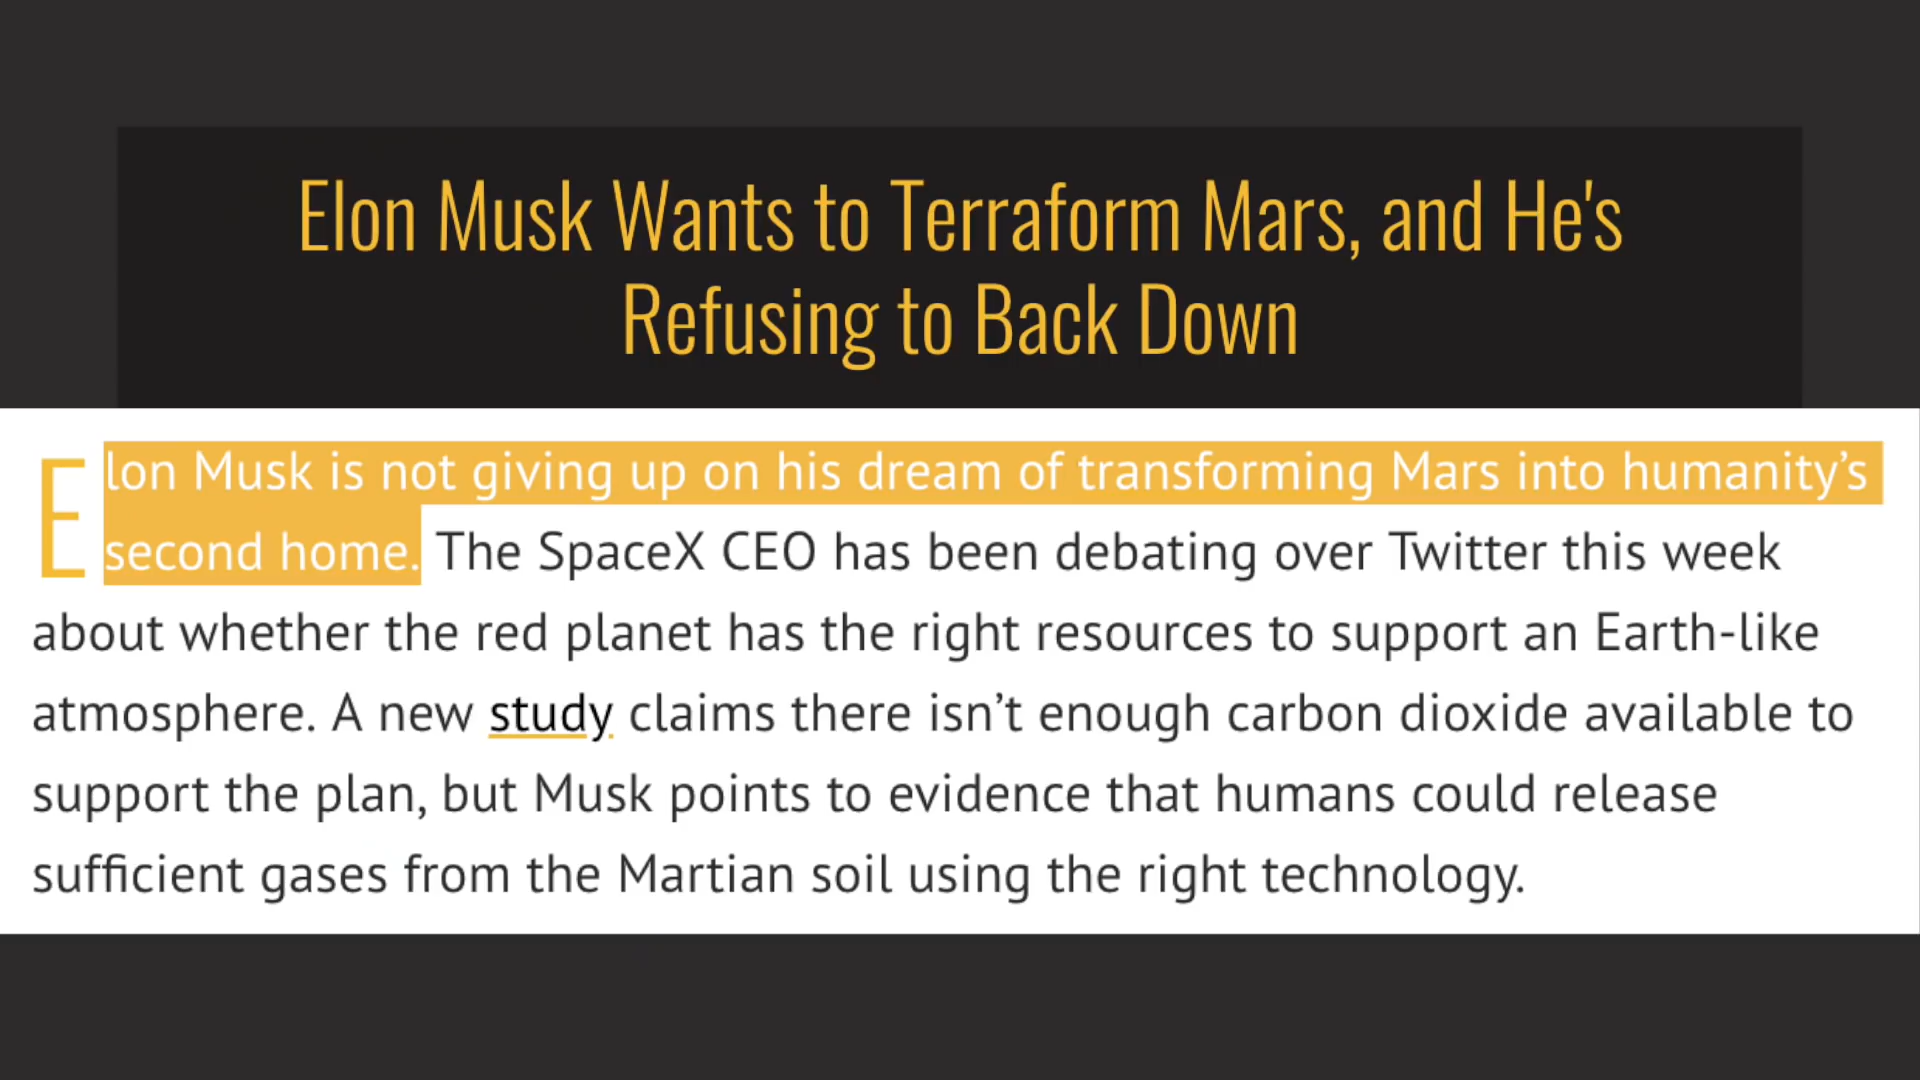 Elon Musk Wants to Terraform Mars, and He's
Refusing to Back Down
Elon Musk is not giving up on his dream of transforming Mars into humanity’s
second home. The SpaceX CEO has been debating over Twitter this week
about whether the red planet has the right resources to support an Earth-like
atmosphere. A new study claims there isn’t enough carbon dioxide available to
support the plan, but Musk points to evidence that humans could release
sufficient gases from the Martian soil using the right technology.